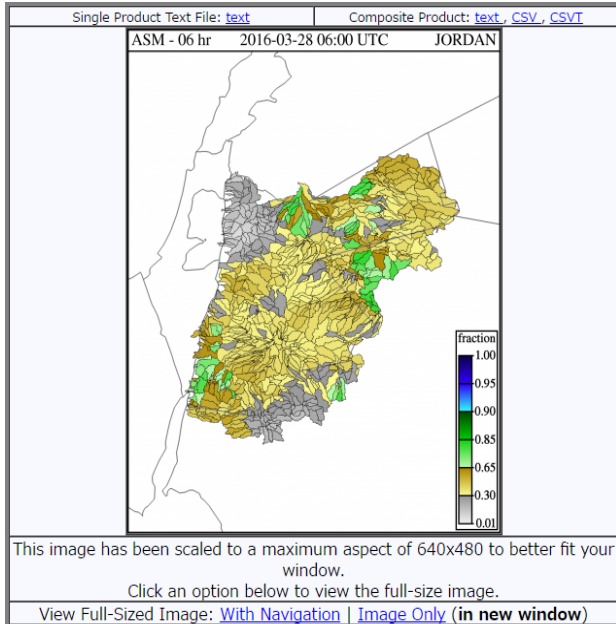 Single Product Text File: text
Composite Product: text , CSV , CSVT
ASM - 06 hr 2016-03-28 06:00 UTC JORDAN
fraction
1.00
0.95
0.90
0.85
0.65
0.30
0.01
This image has been scaled to a maximum aspect of 640x480 to better fit your
window.
Click an option below to view the full-size image.
View Full-Sized Image: With Navigation | Image Only (in new window)